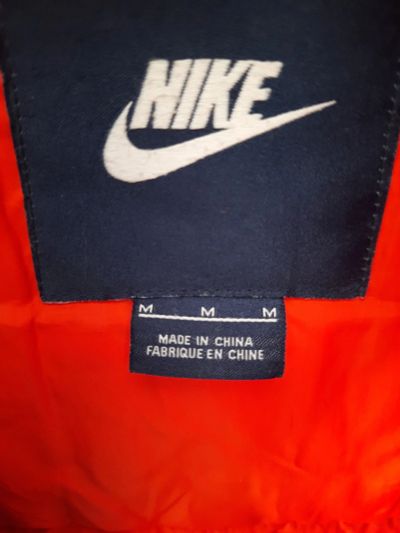 NIKE
M M M
MADE IN CHINA
FABRIQUE EN CHINE